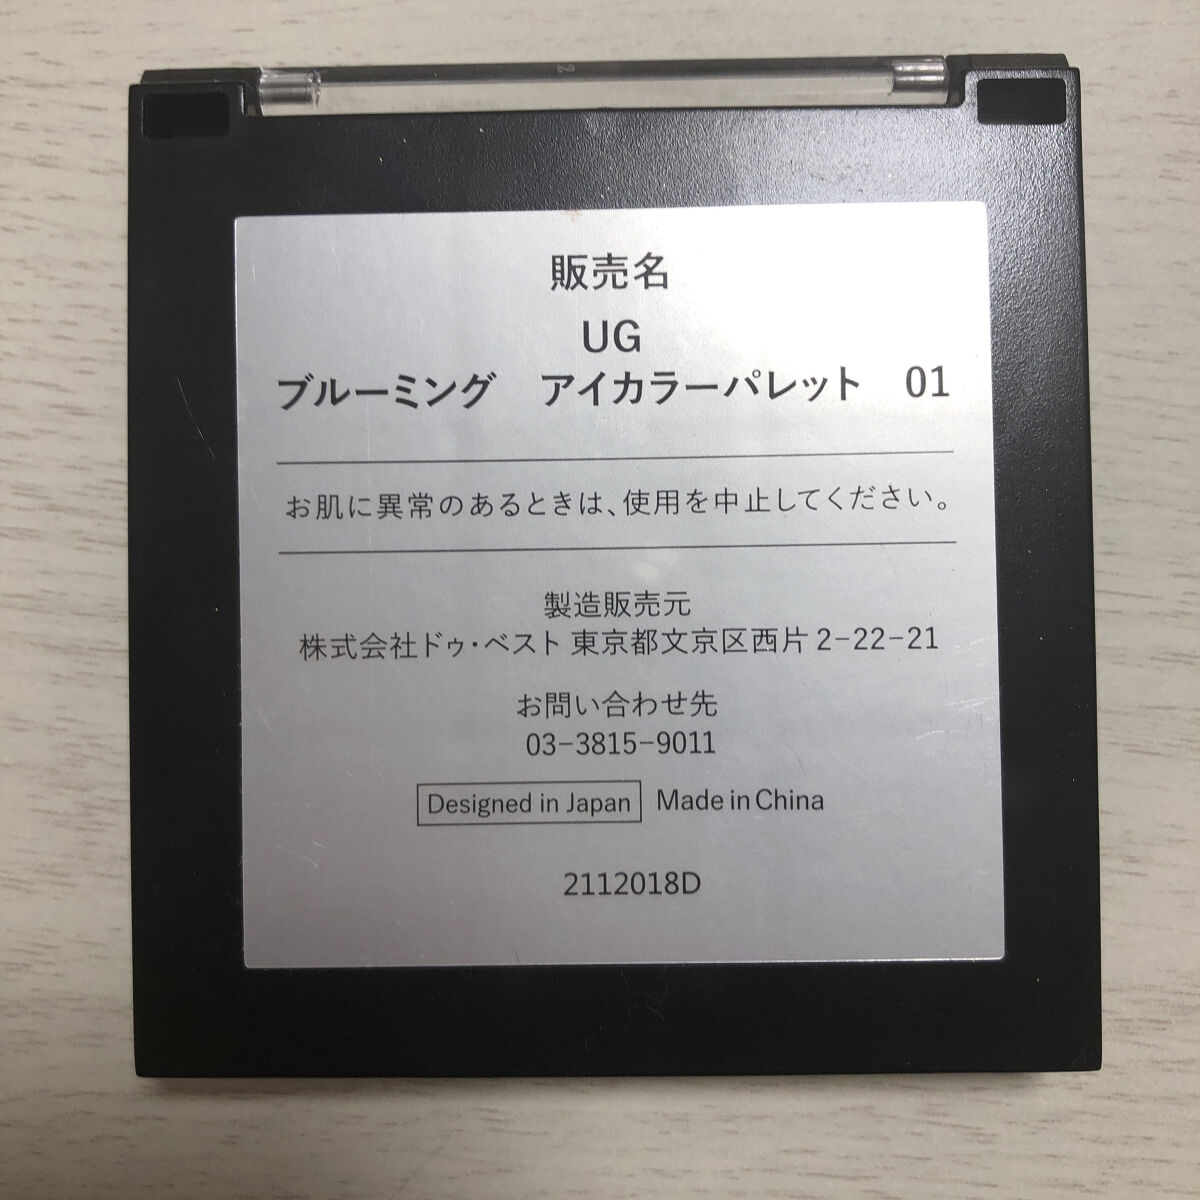 販売名
UG
ブルーミング　アイカラーパレット　01
お肌に異常のあるときは、使用を中止してください。
製造販売元
株式会社ドゥ・ベスト 東京都文京区西片2-22-21
お問い合わせ先
03-3815-9011
Designed in Japan Made in China
2112018D